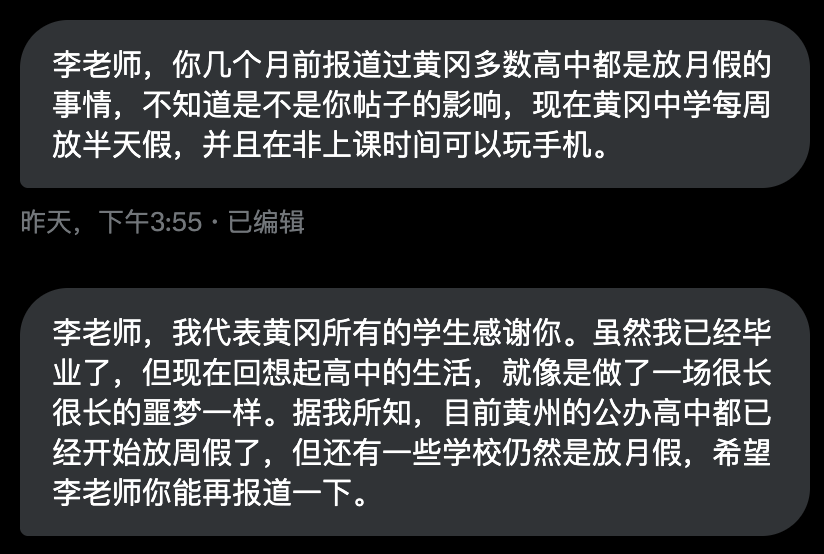 李老师，你几个月前报道过黄冈多数高中都是放月假的
事情，不知道是不是你帖子的影响，现在黄冈中学每周
放半天假，并且在非上课时间可以玩手机。
昨天，下午3:55 · 已编辑
李老师，我代表黄冈所有的学生感谢你。虽然我已经毕
业了，但现在回想起高中的生活，就像是做了一场很长
很长的噩梦一样。据我所知，目前黄州的公办高中都已
经开始放周假了，但还有一些学校仍然是放月假，希望
李老师你能再报道一下。